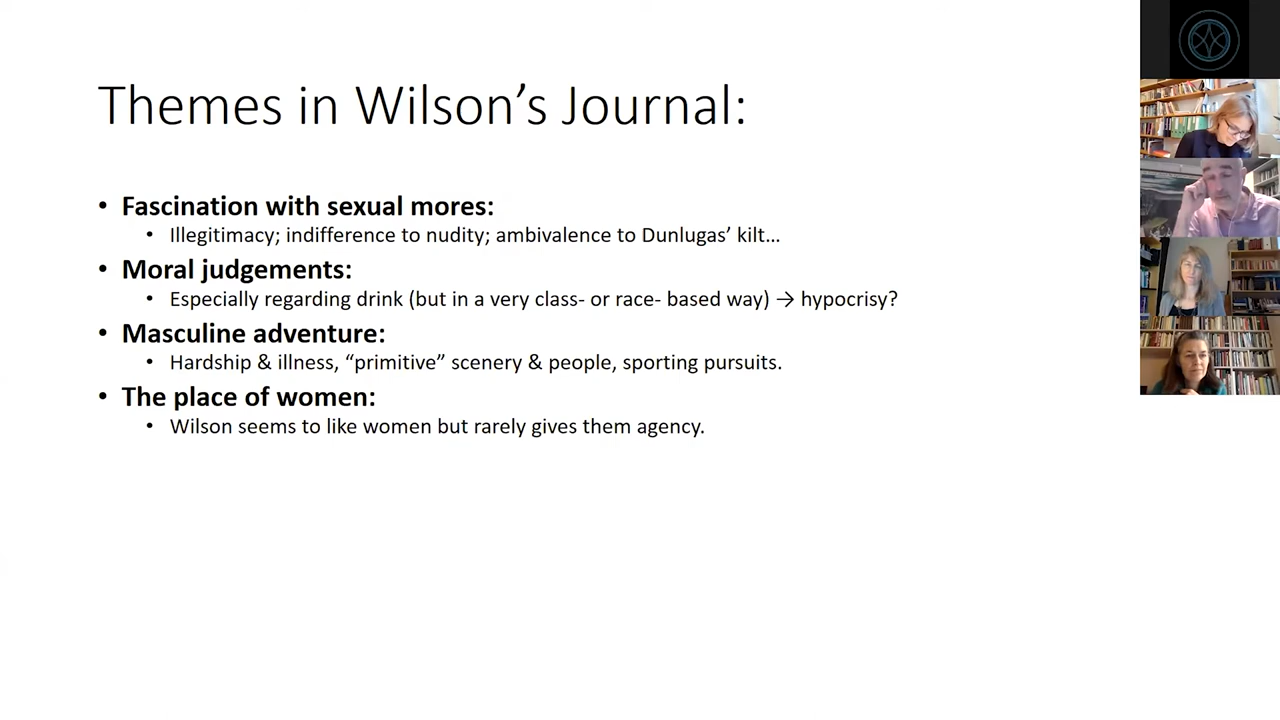 Themes in Wilson's Journal:
• Fascination with sexual mores:
• Illegitimacy; indifference to nudity; ambivalence to Dunlugas' kilt...
• Moral judgements:
• Especially regarding drink (but in a very class- or race- based way) → hypocrisy?
• Masculine adventure:
• Hardship & illness, "primitive" scenery & people, sporting pursuits.
• The place of women:
• Wilson seems to like women but rarely gives them agency.